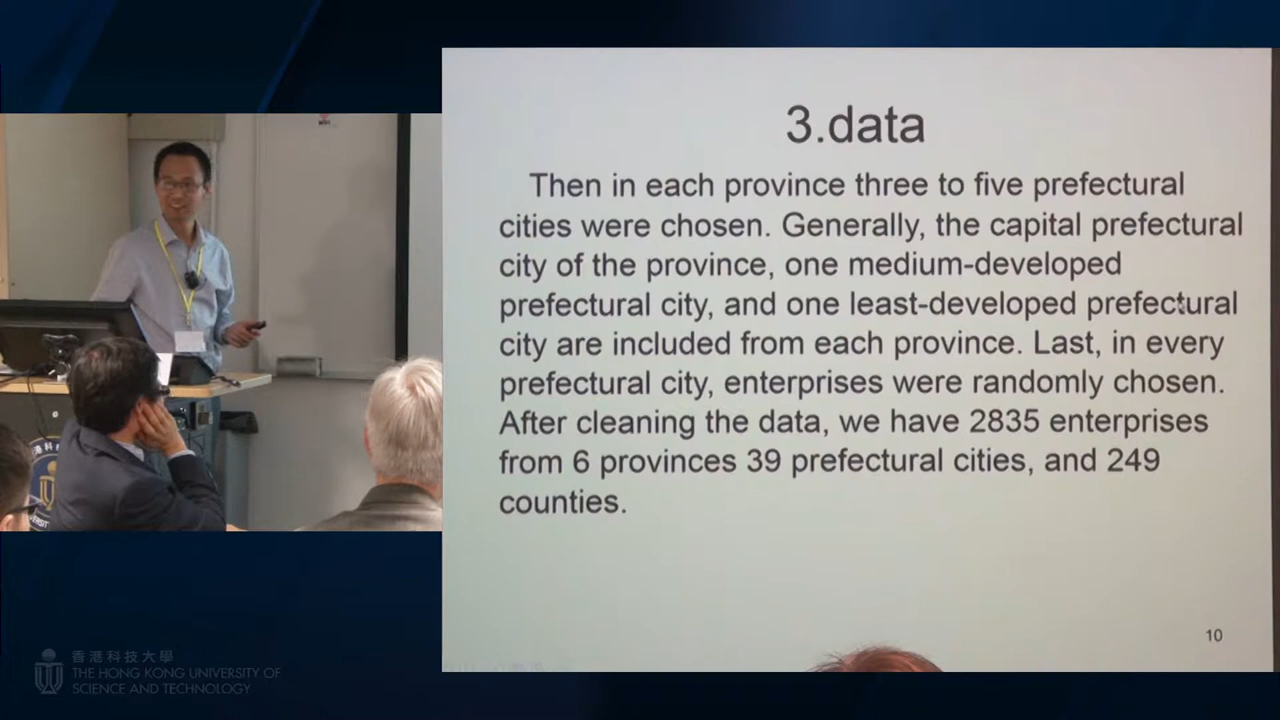 3.data
Then in each province three to five prefectural
cities were chosen. Generally, the capital prefectural
city of the province, one medium-developed
prefectural city, and one least-developed prefectural
city are included from each province. Last, in every
prefectural city, enterprises were randomly chosen.
After cleaning the data, we have 2835 enterprises
from 6 provinces 39 prefectural cities, and 249
counties.
10
香港科技大學
THE HONG KONG UNIVERSITY OF
SCIENCE AND TECHNOLOGY